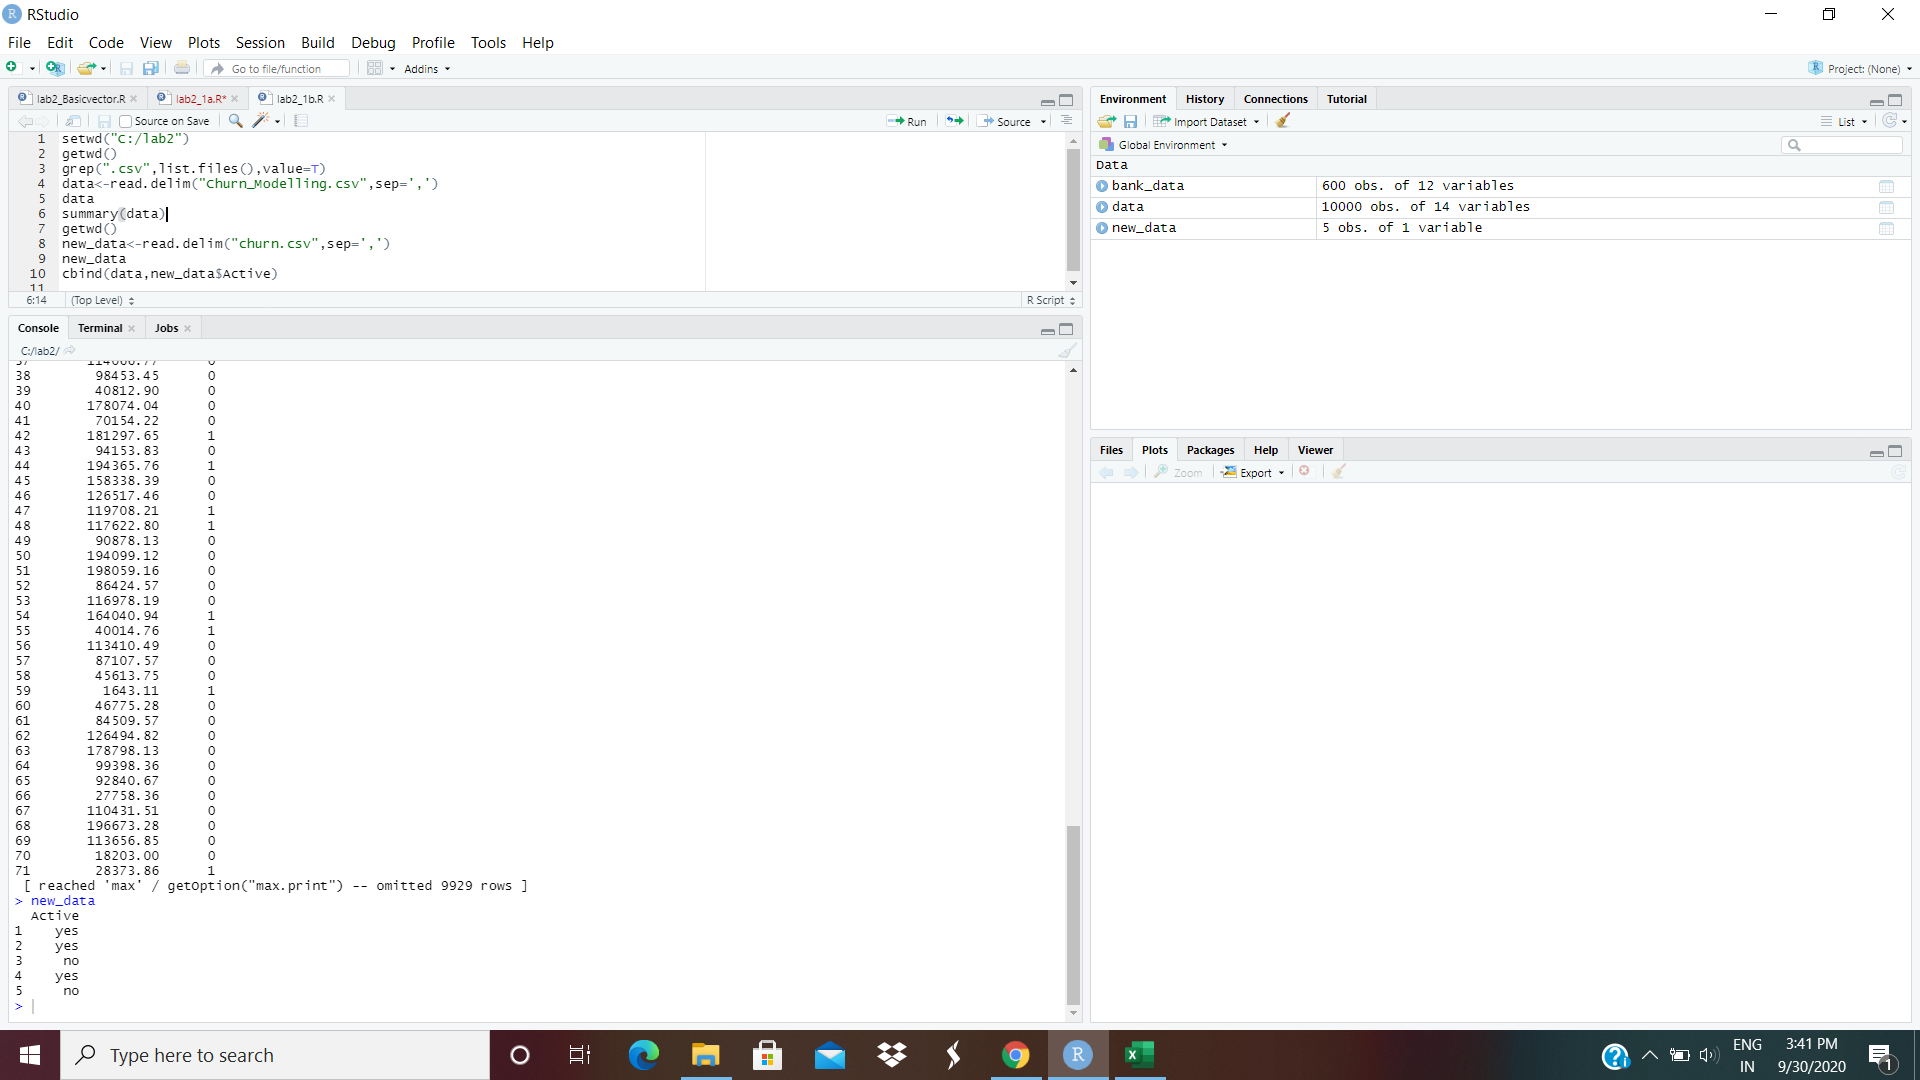 RStudio
File Edit Code View Plots Session Build Debug Profile Tools Help
Go to file/function Addins Project: (None)
lab2_Basicvector.R lab2_1a.R* lab2_1b.R
Source on Save Run Source
1 setwd("C:/lab2")
2 getwd()
3 grep(".csv",list.files(),value=T)
4 data<-read.delim("Churn_Modelling.csv",sep=',')
5 data
6 summary(data)
7 getwd()
8 new_data<-read.delim("churn.csv",sep=',')
9 new_data
10 cbind(data,new_data$Active)
11
6:14 (Top Level) R Script
Console Terminal Jobs
C:/lab2/
37 114066.77 0
38 98453.45 0
39 40812.90 0
40 178074.04 0
41 70154.22 0
42 181297.65 1
43 94153.83 0
44 194365.76 1
45 158338.39 0
46 126517.46 0
47 119708.21 1
48 117622.80 1
49 90878.13 0
50 194099.12 0
51 198059.16 0
52 86424.57 0
53 116978.19 0
54 164040.94 1
55 40014.76 1
56 113410.49 0
57 87107.57 0
58 45613.75 0
59 1643.11 1
60 46775.28 0
61 84509.57 0
62 126494.82 0
63 178798.13 0
64 99398.36 0
65 92840.67 0
66 27758.36 0
67 110431.51 0
68 196673.28 0
69 113656.85 0
70 18203.00 0
71 28373.86 1
[ reached 'max' / getOption("max.print") -- omitted 9929 rows ]
> new_data
Active
1 yes
2 yes
3 no
4 yes
5 no
>
Environment History Connections Tutorial
Import Dataset List
Global Environment
Data
bank_data 600 obs. of 12 variables
data 10000 obs. of 14 variables
new_data 5 obs. of 1 variable
Files Plots Packages Help Viewer
Zoom Export
Type here to search
ENG
IN
3:41 PM
9/30/2020
1